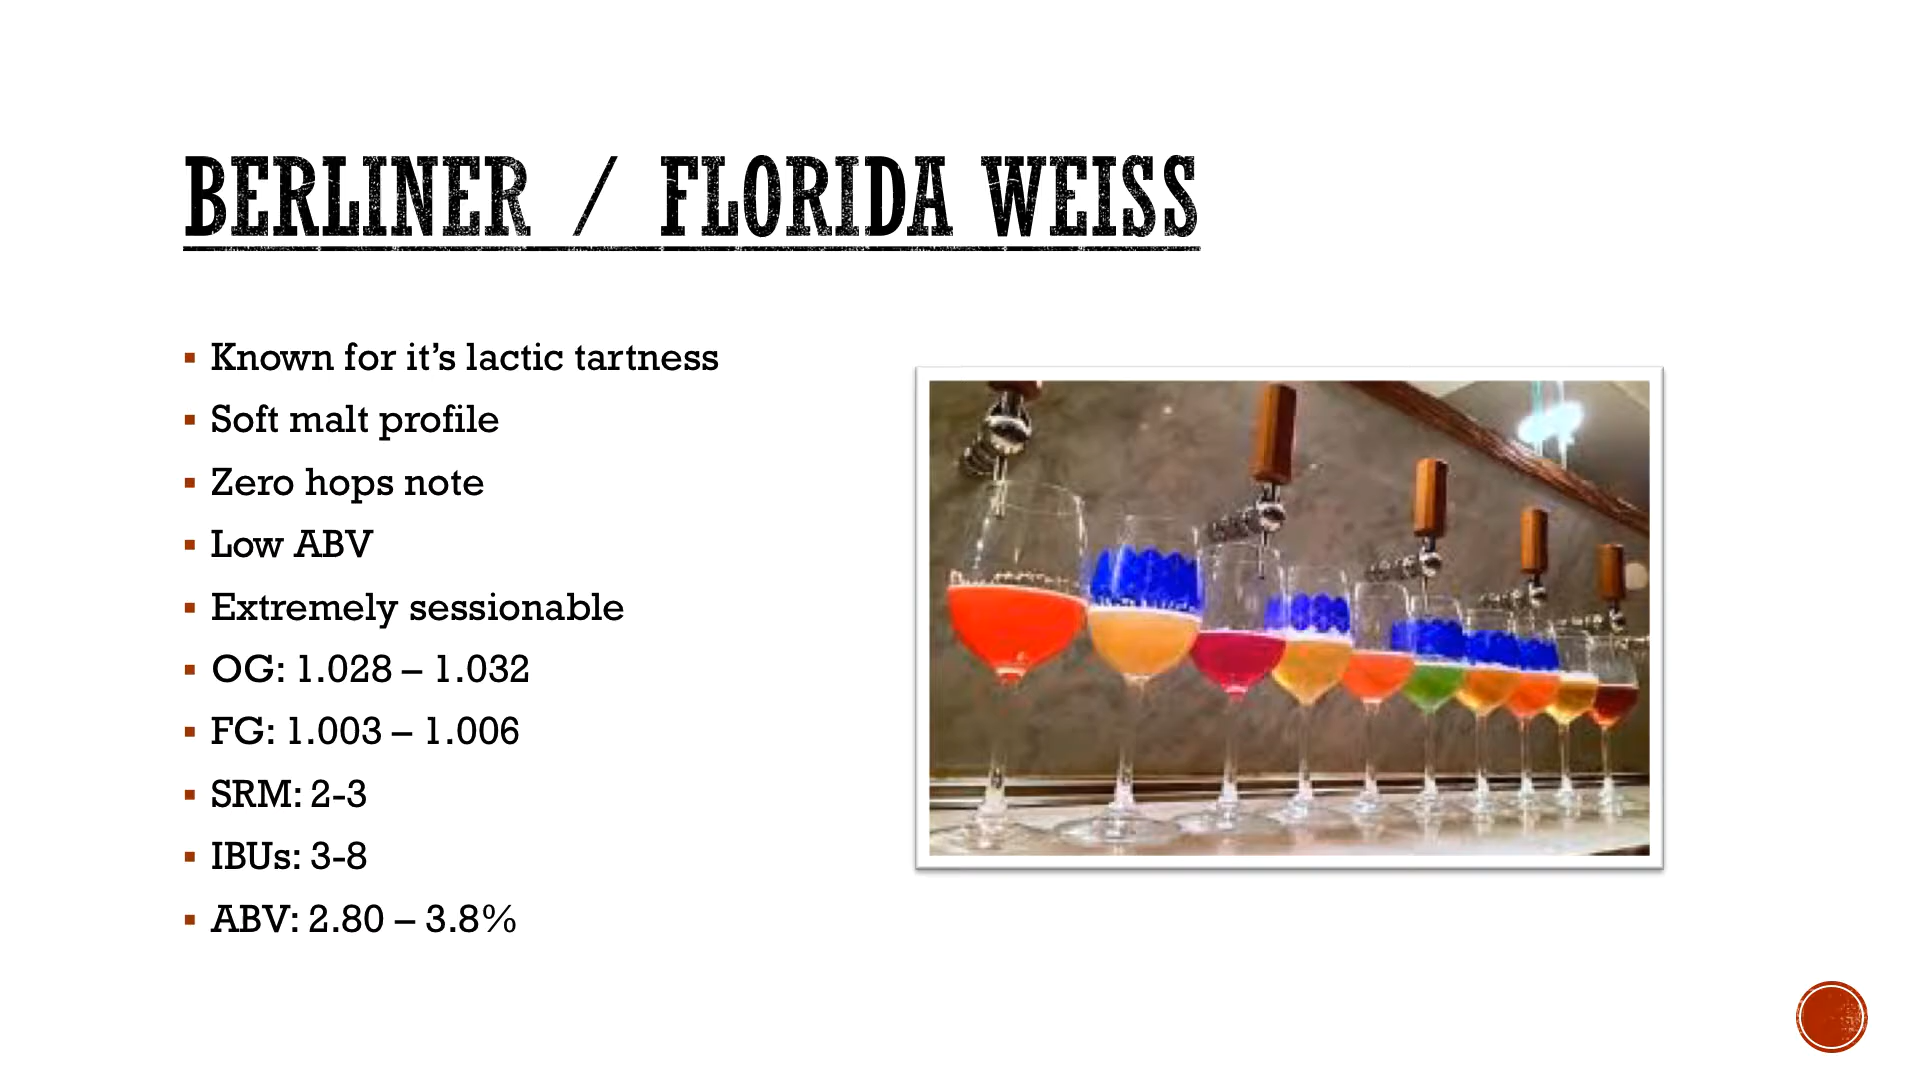 BERLINER / FLORIDA WEISS
▪ Known for it’s lactic tartness
▪ Soft malt profile
▪ Zero hops note
▪ Low ABV
▪ Extremely sessionable
▪ OG: 1.028 – 1.032
▪ FG: 1.003 – 1.006
▪ SRM: 2-3
▪ IBUs: 3-8
▪ ABV: 2.80 – 3.8%